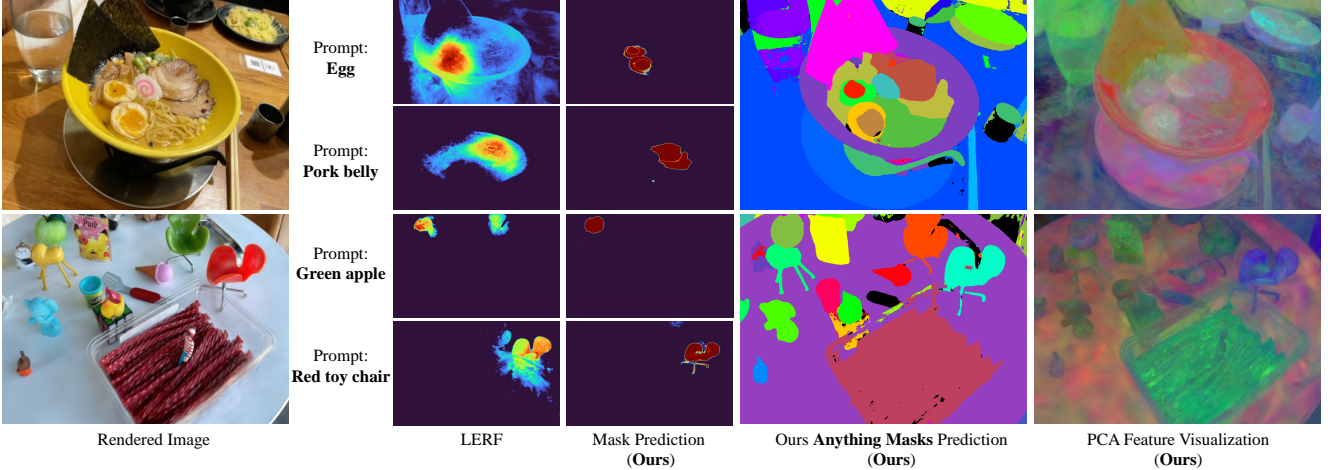 Prompt:
Egg
Prompt:
Pork belly
Prompt:
Green apple
Prompt:
Red toy chair
Rendered Image
LERF
Mask Prediction
(Ours)
Ours Anything Masks Prediction
(Ours)
PCA Feature Visualization
(Ours)